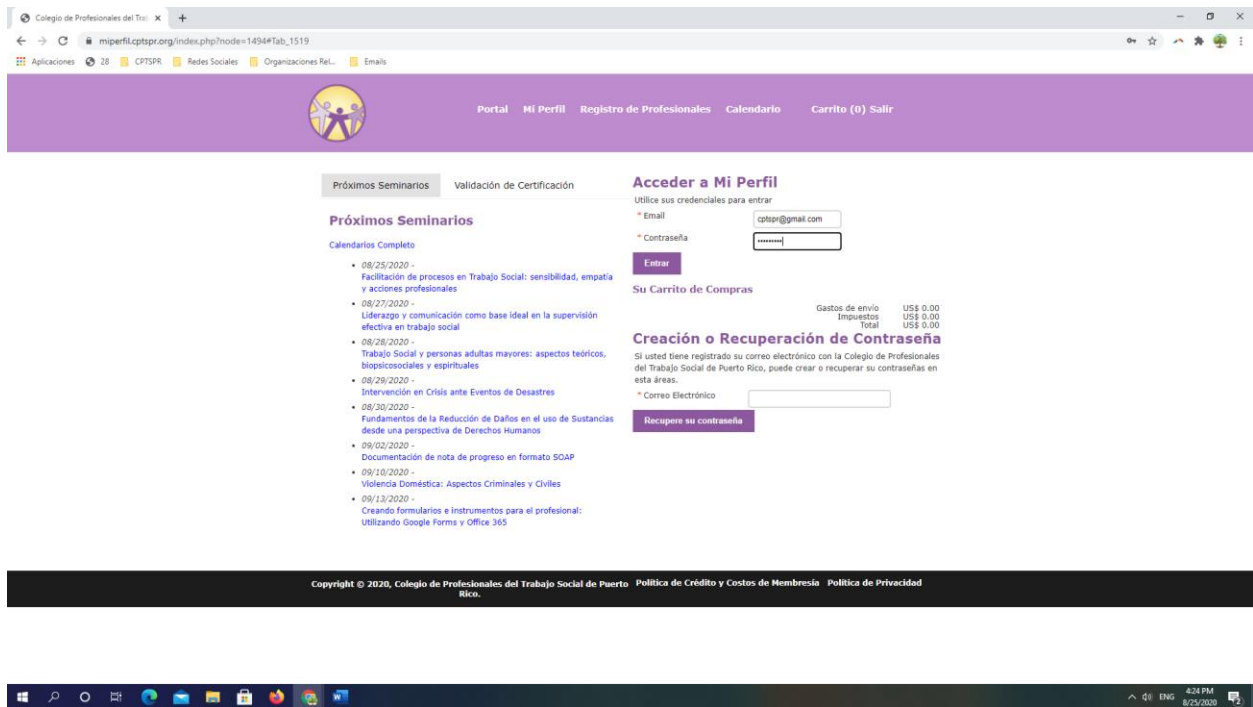 Colegio de Profesionales del Tra
miperfil.cptspr.org/index.php?node=1494#Tab_1519
Aplicaciones 28 CPTSPR Redes Sociales Organizaciones Rel... Emails
Portal Mi Perfil Registro de Profesionales Calendario Carrito (0) Salir
Próximos Seminarios Validación de Certificación
Próximos Seminarios
Calendarios Completo
• 08/25/2020 -
Facilitación de procesos en Trabajo Social: sensibilidad, empatía
y acciones profesionales
• 08/27/2020 -
Liderazgo y comunicación como base ideal en la supervisión
efectiva en trabajo social
• 08/28/2020 -
Trabajo Social y personas adultas mayores: aspectos teóricos,
biopsicosociales y espirituales
• 08/29/2020 -
Intervención en Crisis ante Eventos de Desastres
• 08/30/2020 -
Fundamentos de la Reducción de Daños en el uso de Sustancias
desde una perspectiva de Derechos Humanos
• 09/02/2020 -
Documentación de nota de progreso en formato SOAP
• 09/10/2020 -
Violencia Doméstica: Aspectos Criminales y Civiles
• 09/13/2020 -
Creando formularios e instrumentos para el profesional:
Utilizando Google Forms y Office 365
Acceder a Mi Perfil
Utilice sus credenciales para entrar
* Email cptspr@gmail.com
* Contraseña •••••••••
Entrar
Su Carrito de Compras
Gastos de envío US$ 0.00
Impuestos US$ 0.00
Total US$ 0.00
Creación o Recuperación de Contraseña
Si usted tiene registrado su correo electrónico con la Colegio de Profesionales
del Trabajo Social de Puerto Rico, puede crear o recuperar su contraseñas en
esta áreas.
* Correo Electrónico
Recupere su contraseña
Copyright © 2020, Colegio de Profesionales del Trabajo Social de Puerto
Rico.
Política de Crédito y Costos de Membresía Política de Privacidad
ENG 4:24 PM
8/25/2020
2